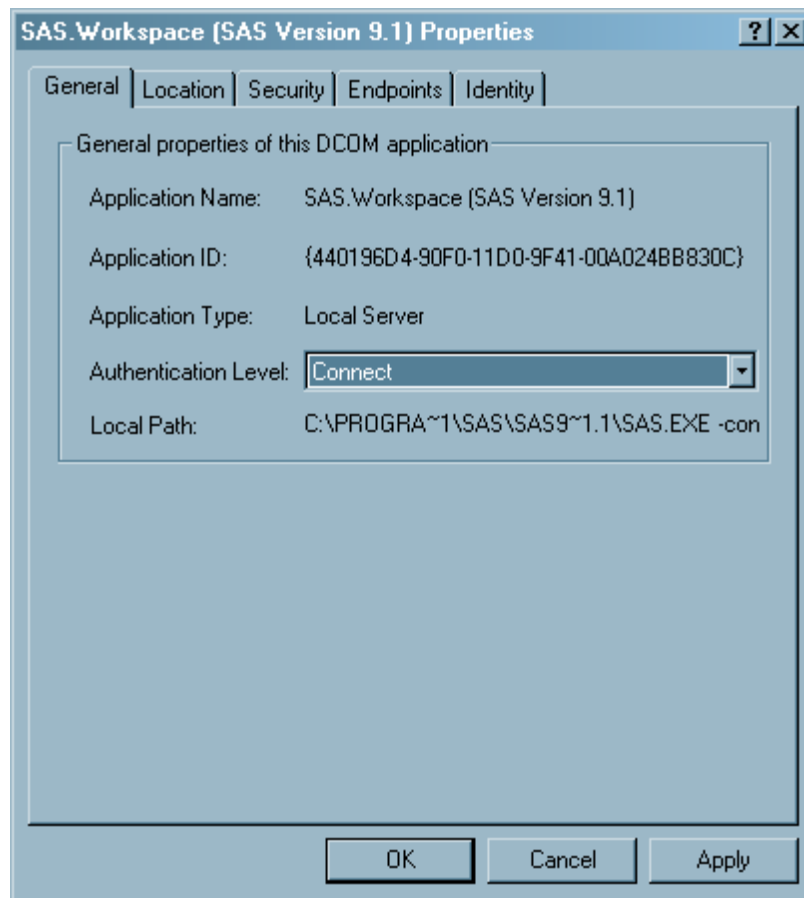 SAS.Workspace (SAS Version 9.1) Properties
General Location Security Endpoints Identity
General properties of this DCOM application
Application Name: SAS.Workspace (SAS Version 9.1)
Application ID: {440196D4-90F0-11D0-9F41-00A024BB830C}
Application Type: Local Server
Authentication Level: Connect
Local Path: C:\PROGRA~1\SAS\SAS9~1.1\SAS.EXE -con
OK Cancel Apply